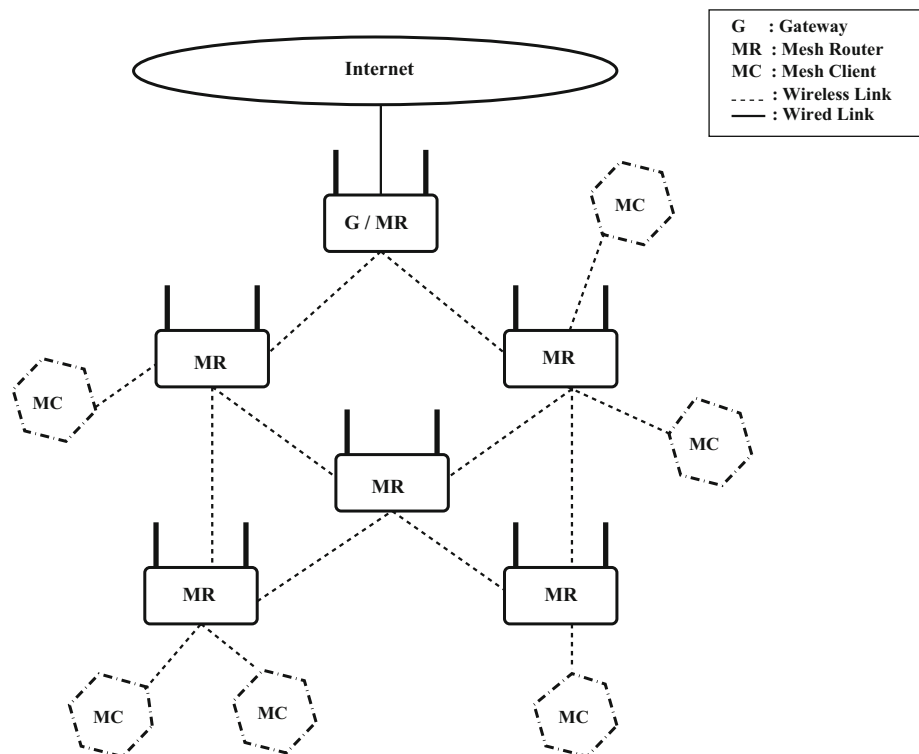 G : Gateway
MR : Mesh Router
MC : Mesh Client
: Wireless Link
: Wired Link
Internet
G / MR
MC
MR
MR
MC
MC
MR
MR
MR
MC
MC
MC